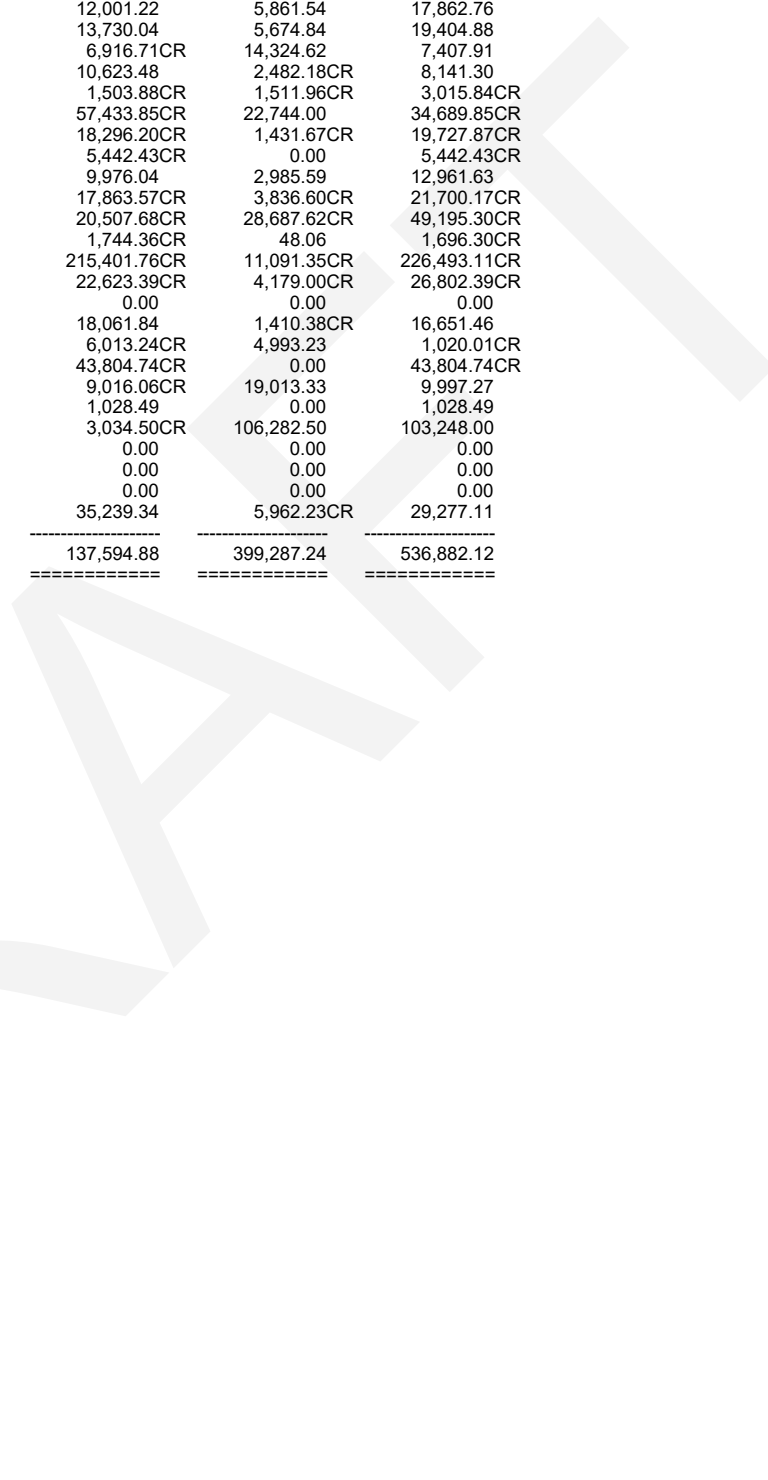 12,001.22 5,861.54 17,862.76
13,730.04 5,674.84 19,404.88
6,916.71CR 14,324.62 7,407.91
10,623.48 2,482.18CR 8,141.30
1,503.88CR 1,511.96CR 3,015.84CR
57,433.85CR 22,744.00 34,689.85CR
18,296.20CR 1,431.67CR 19,727.87CR
5,442.43CR 0.00 5,442.43CR
9,976.04 2,985.59 12,961.63
17,863.57CR 3,836.60CR 21,700.17CR
20,507.68CR 28,687.62CR 49,195.30CR
1,744.36CR 48.06 1,696.30CR
215,401.76CR 11,091.35CR 226,493.11CR
22,623.39CR 4,179.00CR 26,802.39CR
0.00 0.00 0.00
18,061.84 1,410.38CR 16,651.46
6,013.24CR 4,993.23 1,020.01CR
43,804.74CR 0.00 43,804.74CR
9,016.06CR 19,013.33 9,997.27
1,028.49 0.00 1,028.49
3,034.50CR 106,282.50 103,248.00
0.00 0.00 0.00
0.00 0.00 0.00
0.00 0.00 0.00
35,239.34 5,962.23CR 29,277.11
--------------------- --------------------- ---------------------
137,594.88 399,287.24 536,882.12
============ ============ ============